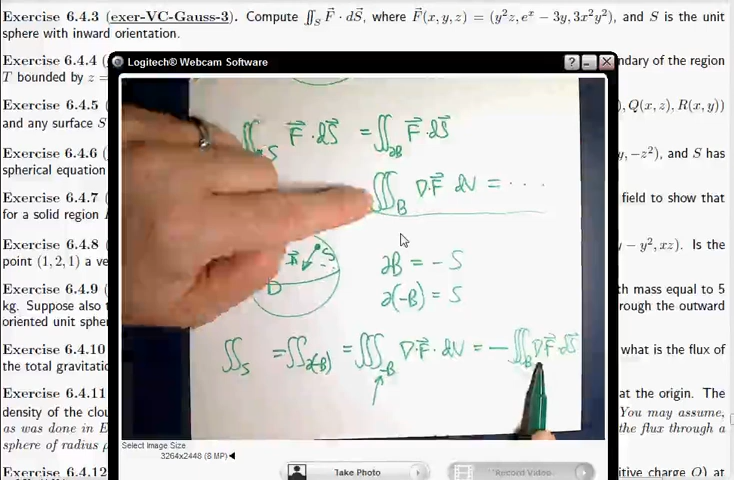 Exercise 6.4.3 (exer-VC-Gauss-3). Compute ∬_S F⃗ · dS⃗, where F⃗(x, y, z) = (y²z, eˣ − 3y, 3x²y²), and S is the unit
sphere with inward orientation.
Exercise 6.4.4 ndary of the region
T bounded by z =
Exercise 6.4.5 ), Q(x, z), R(x, y))
and any surface S
Exercise 6.4.6 y, −z²), and S has
spherical equation
Exercise 6.4.7 field to show that
for a solid region
Exercise 6.4.8 y − y², xz). Is the
point (1, 2, 1) a ve
Exercise 6.4.9 th mass equal to 5
kg. Suppose also rough the outward
oriented unit sphere
Exercise 6.4.10 what is the flux of
the total gravitatio
Exercise 6.4.11 at the origin. The
density of the clou You may assume,
as was done in E the flux through a
sphere of radius
Exercise 6.4.12 itive charge Q) at
Logitech® Webcam Software
F⃗·dS⃗ = ∬_∂B F⃗·dS⃗
∭_B ∇·F⃗ dV = ····
n⃗ S
∂B = −S
∂(−B) = S
∬_S = ∬_∂(−B) = ∭_−B ∇·F⃗·dV = −∭_B ∇·F⃗·dS⃗
Select Image Size
3264x2448 (8 MP)
Take Photo
Record Video